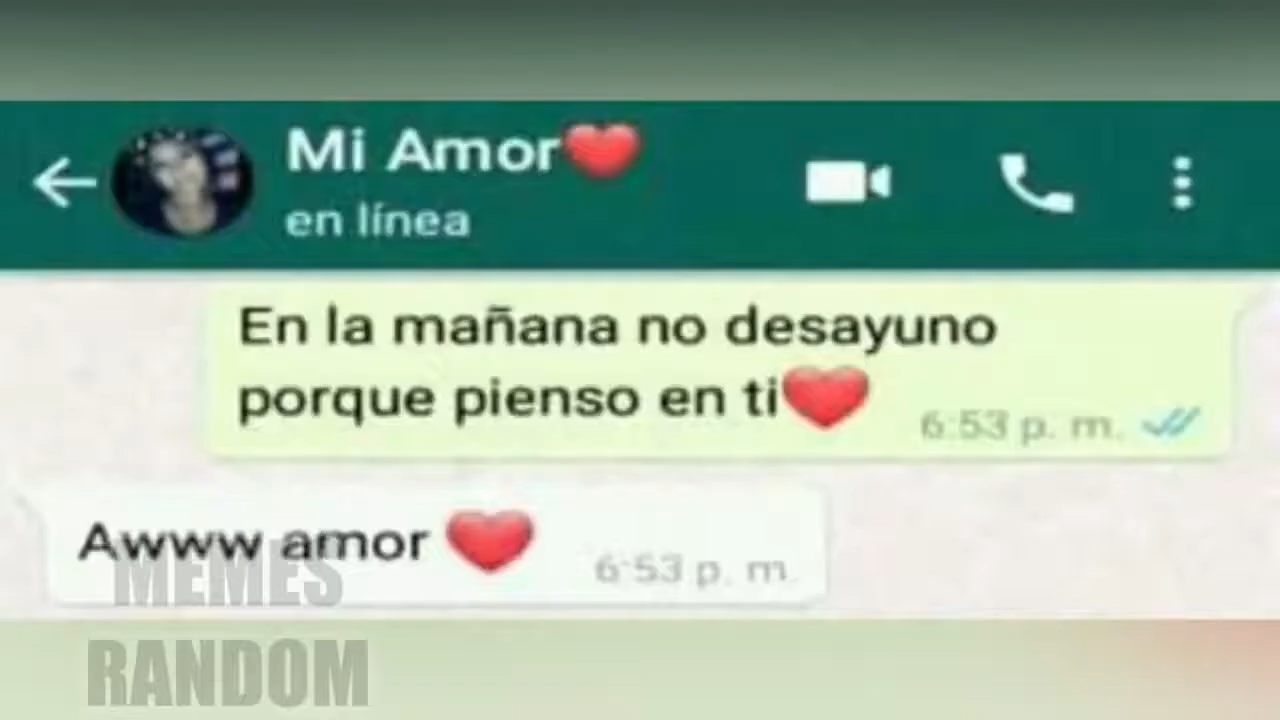 Mi Amor❤️
en línea
En la mañana no desayuno
porque pienso en ti❤️
6:53 p. m.
Awww amor ❤️
6:53 p. m.
MEMES
RANDOM